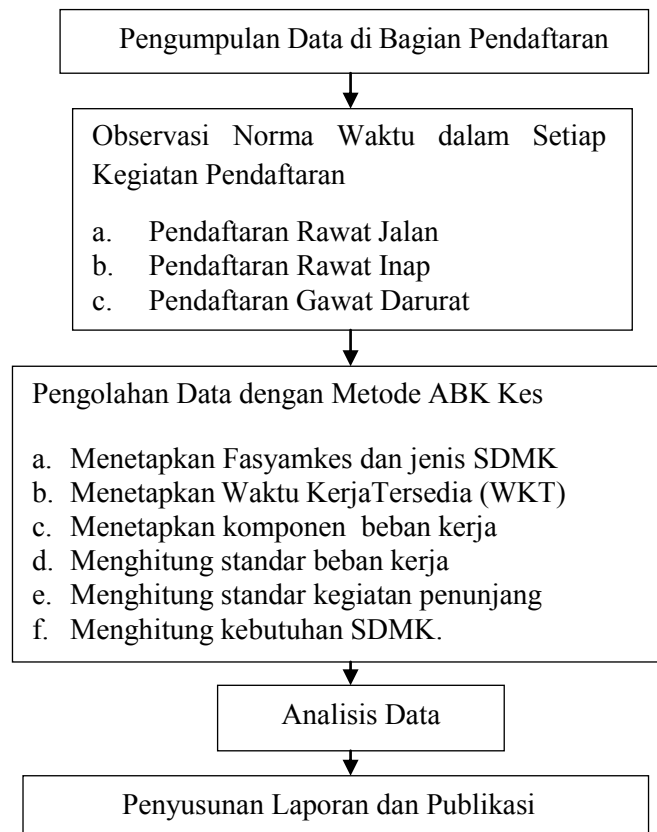 Pengumpulan Data di Bagian Pendaftaran
Observasi Norma Waktu dalam Setiap
Kegiatan Pendaftaran
a. Pendaftaran Rawat Jalan
b. Pendaftaran Rawat Inap
c. Pendaftaran Gawat Darurat
Pengolahan Data dengan Metode ABK Kes
a. Menetapkan Fasyamkes dan jenis SDMK
b. Menetapkan Waktu KerjaTersedia (WKT)
c. Menetapkan komponen beban kerja
d. Menghitung standar beban kerja
e. Menghitung standar kegiatan penunjang
f. Menghitung kebutuhan SDMK.
Analisis Data
Penyusunan Laporan dan Publikasi